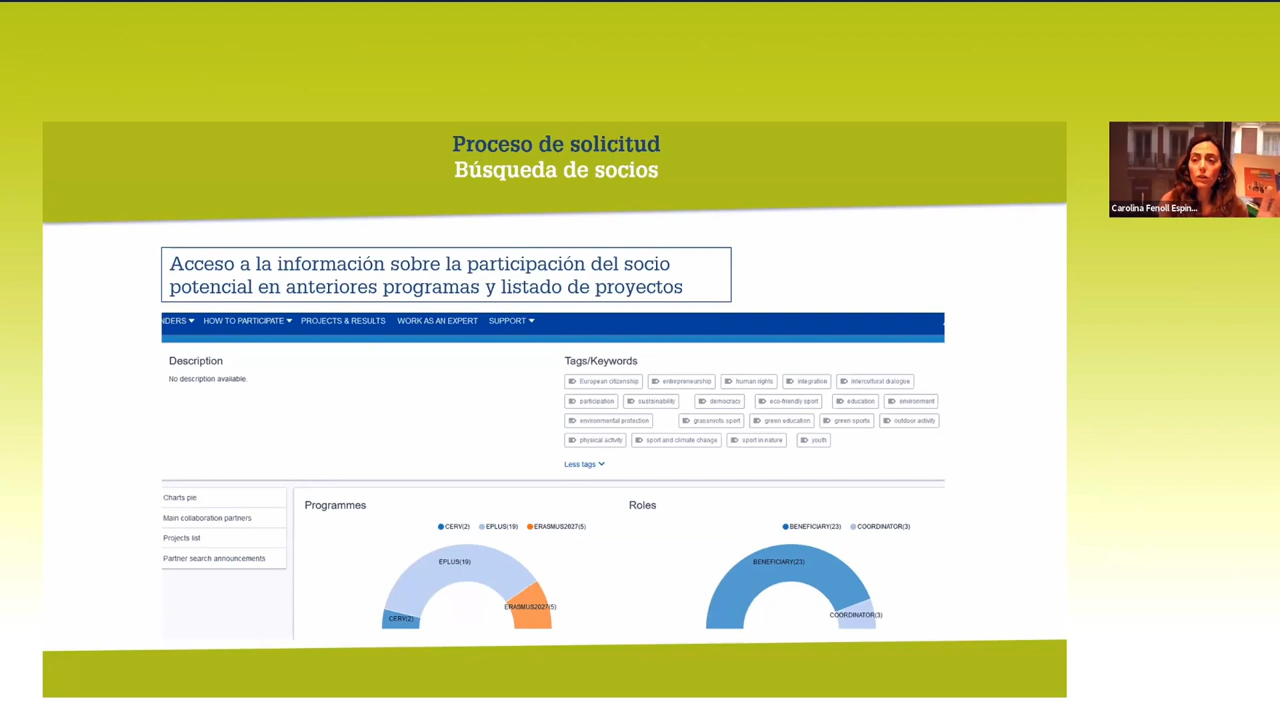 Proceso de solicitud
Búsqueda de socios
Carolina Fenoll Espin...
Acceso a la información sobre la participación del socio
potencial en anteriores programas y listado de proyectos
NDERS HOW TO PARTICIPATE PROJECTS & RESULTS WORK AS AN EXPERT SUPPORT
Description
No description available.
Tags/Keywords
European citizenship entrepreneurship human rights integration intercultural dialogue
participation sustainability democracy eco-friendly sport education environment
environmental protection grassroots sport green education green sports outdoor activity
physical activity sport and climate change sport in nature youth
Less tags
Charts pie
Main collaboration partners
Projects list
Partner search announcements
Programmes
CERV(2) EPLUS(19) ERASMUS2027(5)
EPLUS(19)
ERASMUS2027(5)
CERV(2)
Roles
BENEFICIARY(23) COORDINATOR(3)
BENEFICIARY(23)
COORDINATOR(3)